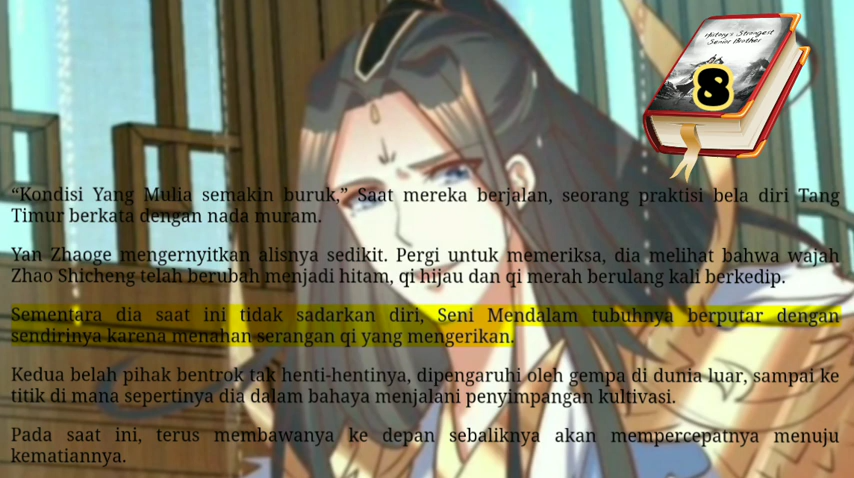 History's Strongest
Senior Brother
8
“Kondisi Yang Mulia semakin buruk,” Saat mereka berjalan, seorang praktisi bela diri Tang
Timur berkata dengan nada muram.
Yan Zhaoge mengernyitkan alisnya sedikit. Pergi untuk memeriksa, dia melihat bahwa wajah
Zhao Shicheng telah berubah menjadi hitam, qi hijau dan qi merah berulang kali berkedip.
Sementara dia saat ini tidak sadarkan diri, Seni Mendalam tubuhnya berputar dengan
sendirinya karena menahan serangan qi yang mengerikan.
Kedua belah pihak bentrok tak henti-hentinya, dipengaruhi oleh gempa di dunia luar, sampai ke
titik di mana sepertinya dia dalam bahaya menjalani penyimpangan kultivasi.
Pada saat ini, terus membawanya ke depan sebaliknya akan mempercepatnya menuju
kematiannya.